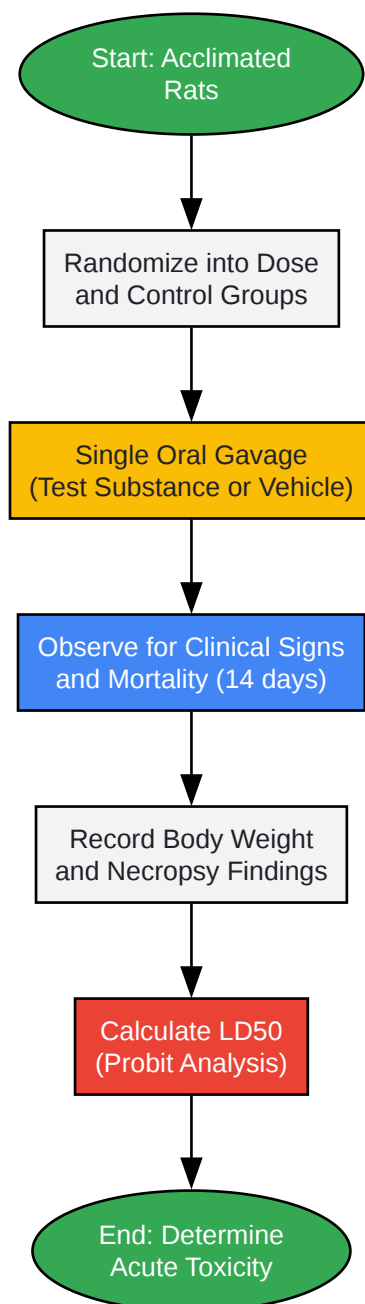 Start: Acclimated
Rats
Randomize into Dose
and Control Groups
Single Oral Gavage
(Test Substance or Vehicle)
Observe for Clinical Signs
and Mortality (14 days)
Record Body Weight
and Necropsy Findings
Calculate LD50
(Probit Analysis)
End: Determine
Acute Toxicity